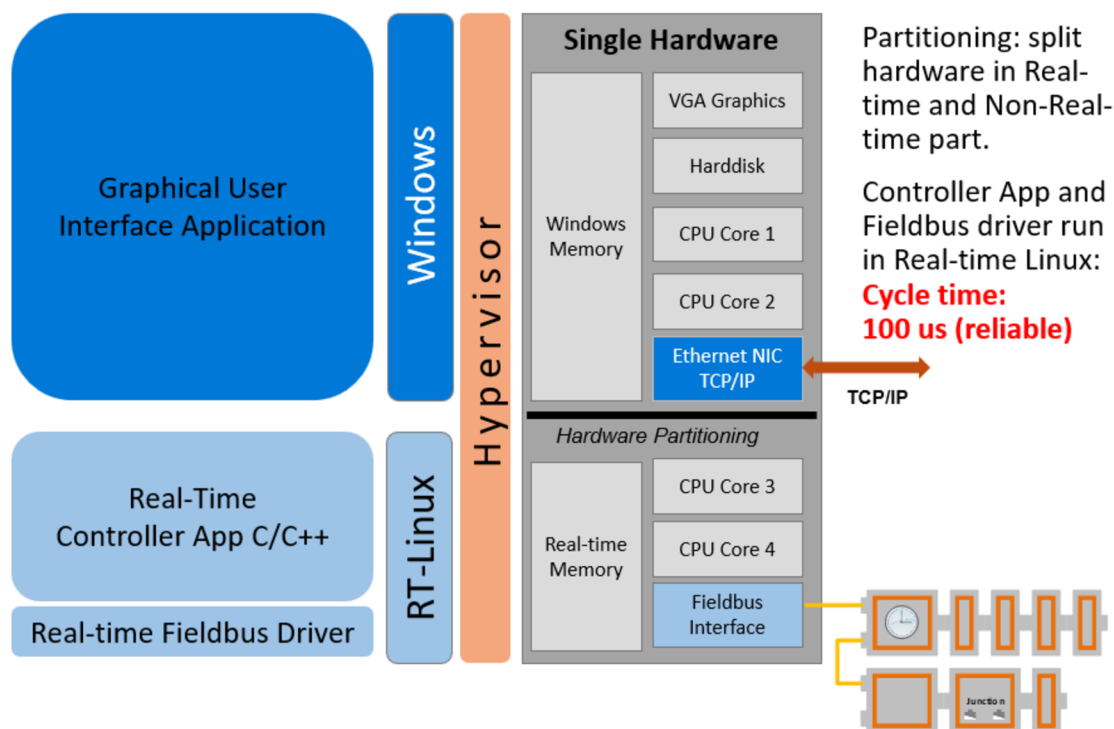 Graphical User
Interface Application
Windows
Hypervisor
Single Hardware
Windows
Memory
VGA Graphics
Harddisk
CPU Core 1
CPU Core 2
Ethernet NIC
TCP/IP
TCP/IP
Partitioning: split
hardware in Real-
time and Non-Real-
time part.
Controller App and
Fieldbus driver run
in Real-time Linux:
Cycle time:
100 us (reliable)
Hardware Partitioning
Real-Time
Controller App C/C++
Real-time Fieldbus Driver
RT-Linux
Real-time
Memory
CPU Core 3
CPU Core 4
Fieldbus
Interface
Junction